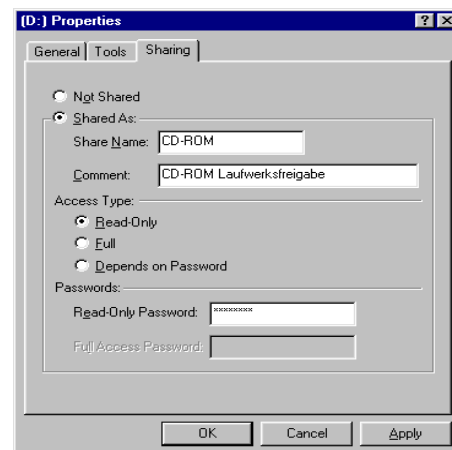 (D:) Properties
General Tools Sharing
Not Shared
Shared As:
Share Name: CD-ROM
Comment: CD-ROM Laufwerksfreigabe
Access Type:
Read-Only
Full
Depends on Password
Passwords:
Read-Only Password: ********
Full Access Password:
OK Cancel Apply